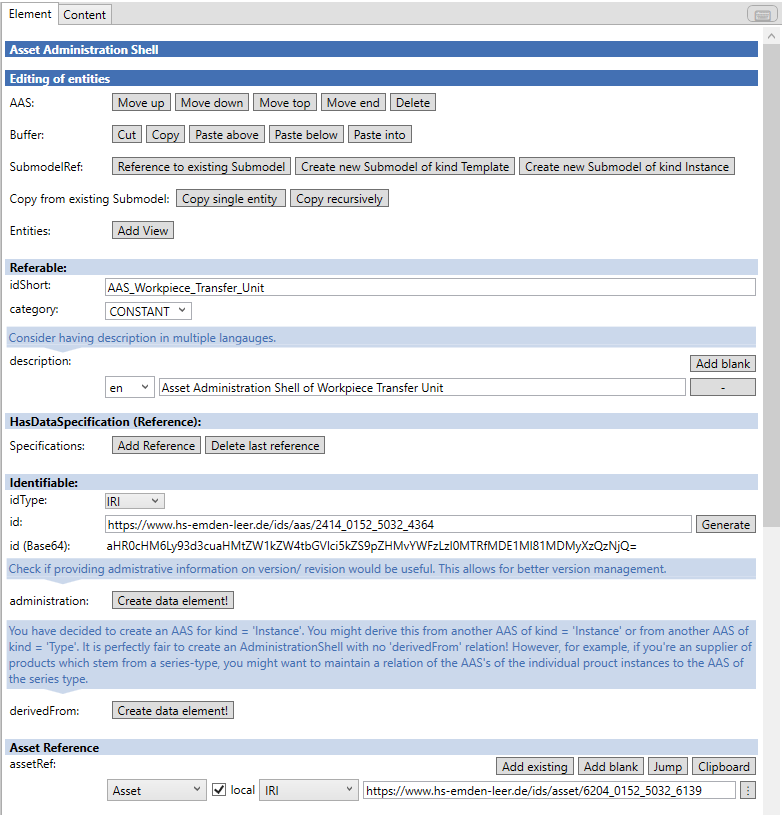 Element Content
Asset Administration Shell
Editing of entities
AAS: Move up Move down Move top Move end Delete
Buffer: Cut Copy Paste above Paste below Paste into
SubmodelRef: Reference to existing Submodel Create new Submodel of kind Template Create new Submodel of kind Instance
Copy from existing Submodel: Copy single entity Copy recursively
Entities: Add View
Referable:
idShort: AAS_Workpiece_Transfer_Unit
category: CONSTANT
Consider having description in multiple langauges.
description: Add blank
en Asset Administration Shell of Workpiece Transfer Unit -
HasDataSpecification (Reference):
Specifications: Add Reference Delete last reference
Identifiable:
idType: IRI
id: https://www.hs-emden-leer.de/ids/aas/2414_0152_5032_4364 Generate
id (Base64): aHR0cHM6Ly93d3cuaHMtZW1kZW4tbGVlci5kZS9pZHMvYWFzLzI0MTRfMDE1Ml81MDMyXzQzNjQ=
Check if providing admistrative information on version/ revision would be useful. This allows for better version management.
administration: Create data element!
You have decided to create an AAS for kind = 'Instance'. You might derive this from another AAS of kind = 'Instance' or from another AAS of
kind = 'Type'. It is perfectly fair to create an AdministrationShell with no 'derivedFrom' relation! However, for example, if you're an supplier of
products which stem from a series-type, you might want to maintain a relation of the AAS's of the individual prouct instances to the AAS of
the series type.
derivedFrom: Create data element!
Asset Reference
assetRef: Add existing Add blank Jump Clipboard
Asset local IRI https://www.hs-emden-leer.de/ids/asset/6204_0152_5032_6139